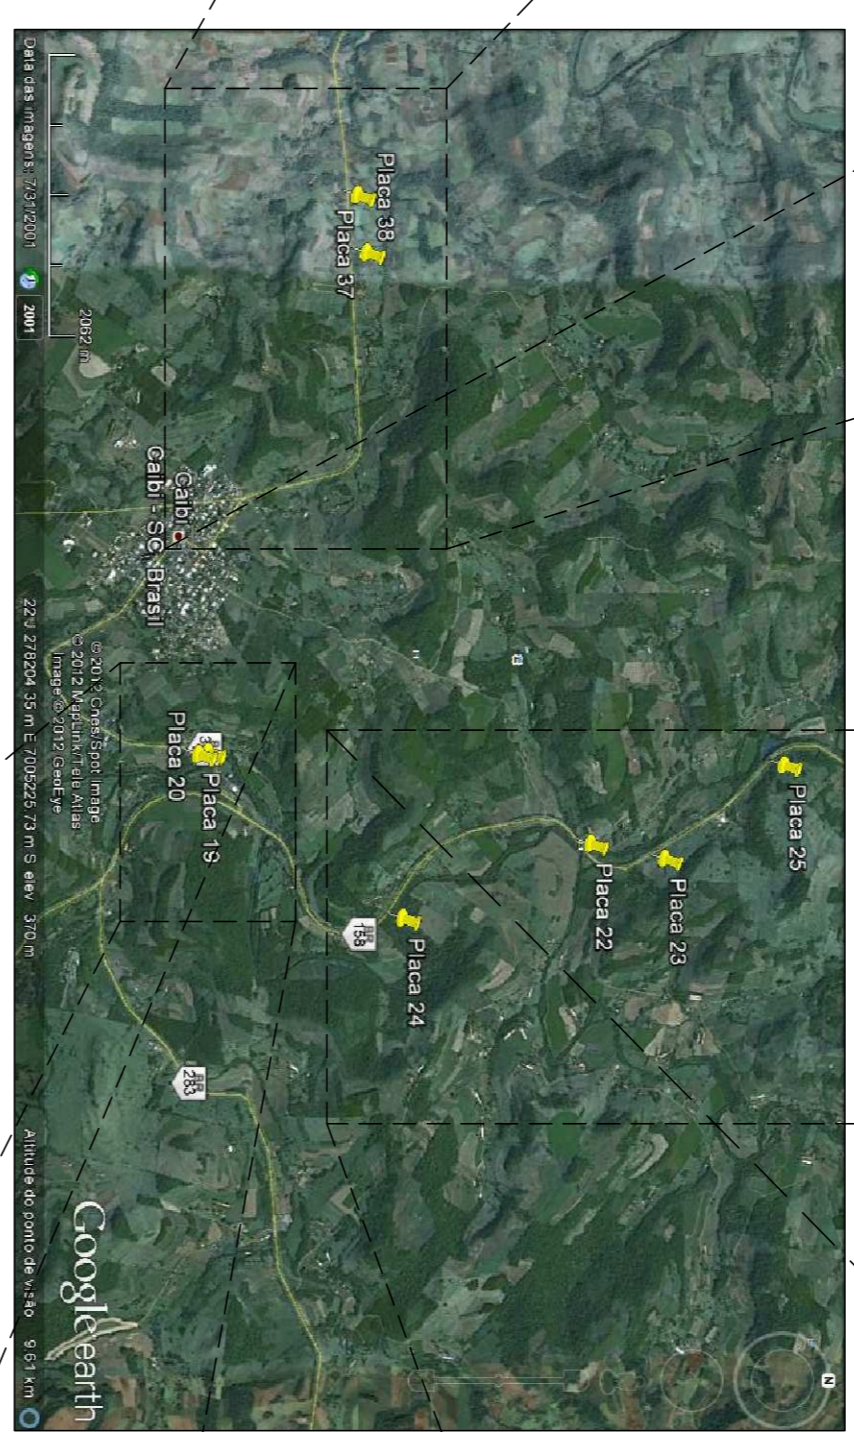 Placa 25
Placa 23
Placa 22
Placa 24
BR
158
Placa 38
Placa 37
Placa 19
Placa 20
BR
283
Caibi
Caibi - SC, Brasil
N
2062 m
© 2012 Cnes/Spot Image
© 2012 MapLink/Tele Atlas
Image © 2012 GeoEye
Google earth
Data das imagens: 7/31/2001
2001
22 J 278204.35 m E 7005225.73 m S elev 370 m
Altitude do ponto de visão 9.61 km